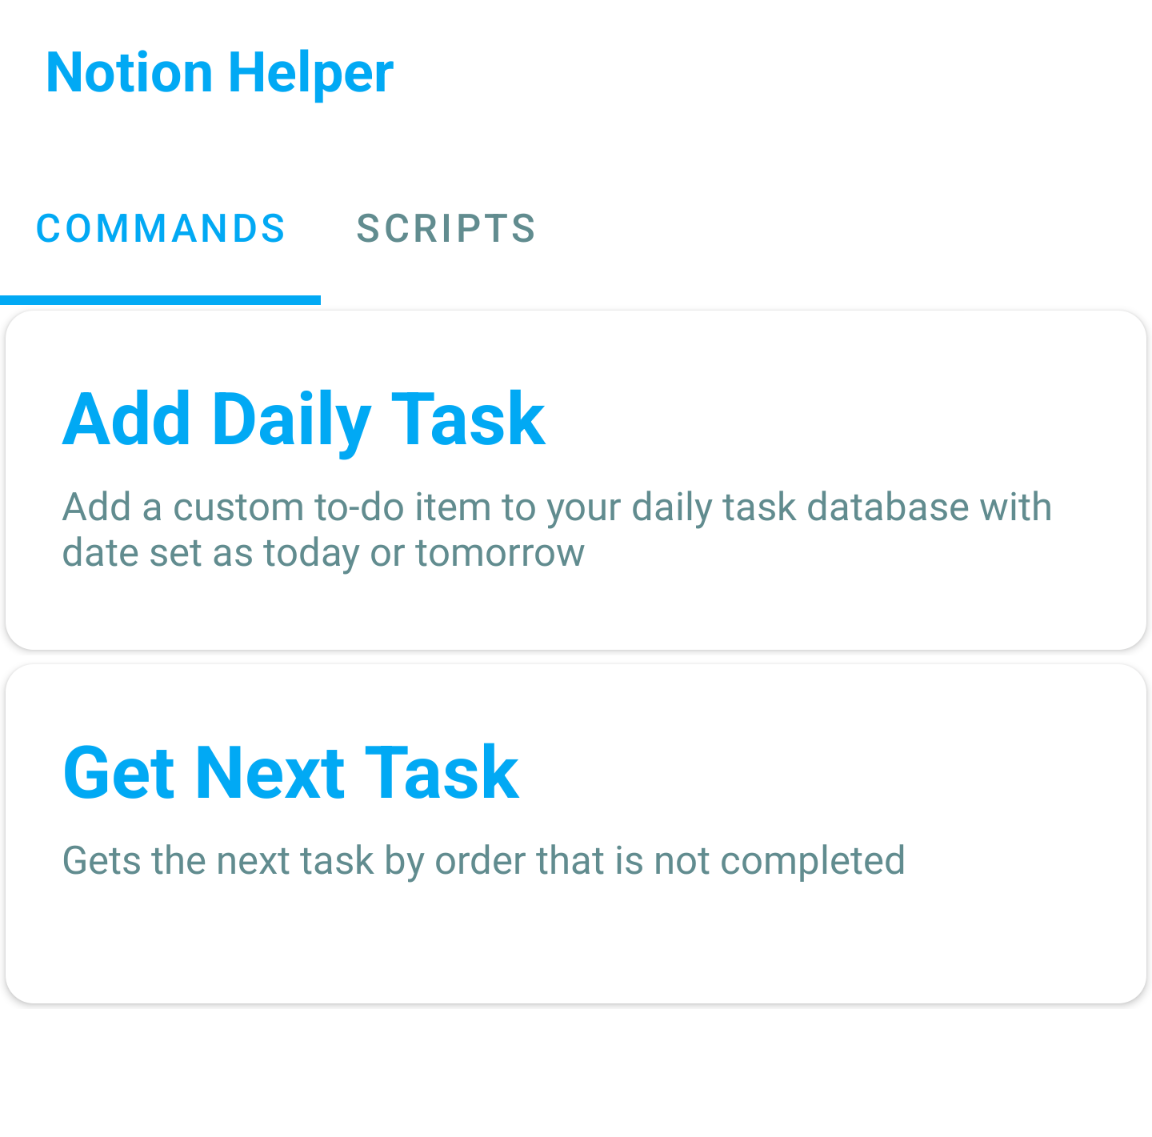 Notion Helper
COMMANDS SCRIPTS
Add Daily Task
Add a custom to-do item to your daily task database with
date set as today or tomorrow
Get Next Task
Gets the next task by order that is not completed